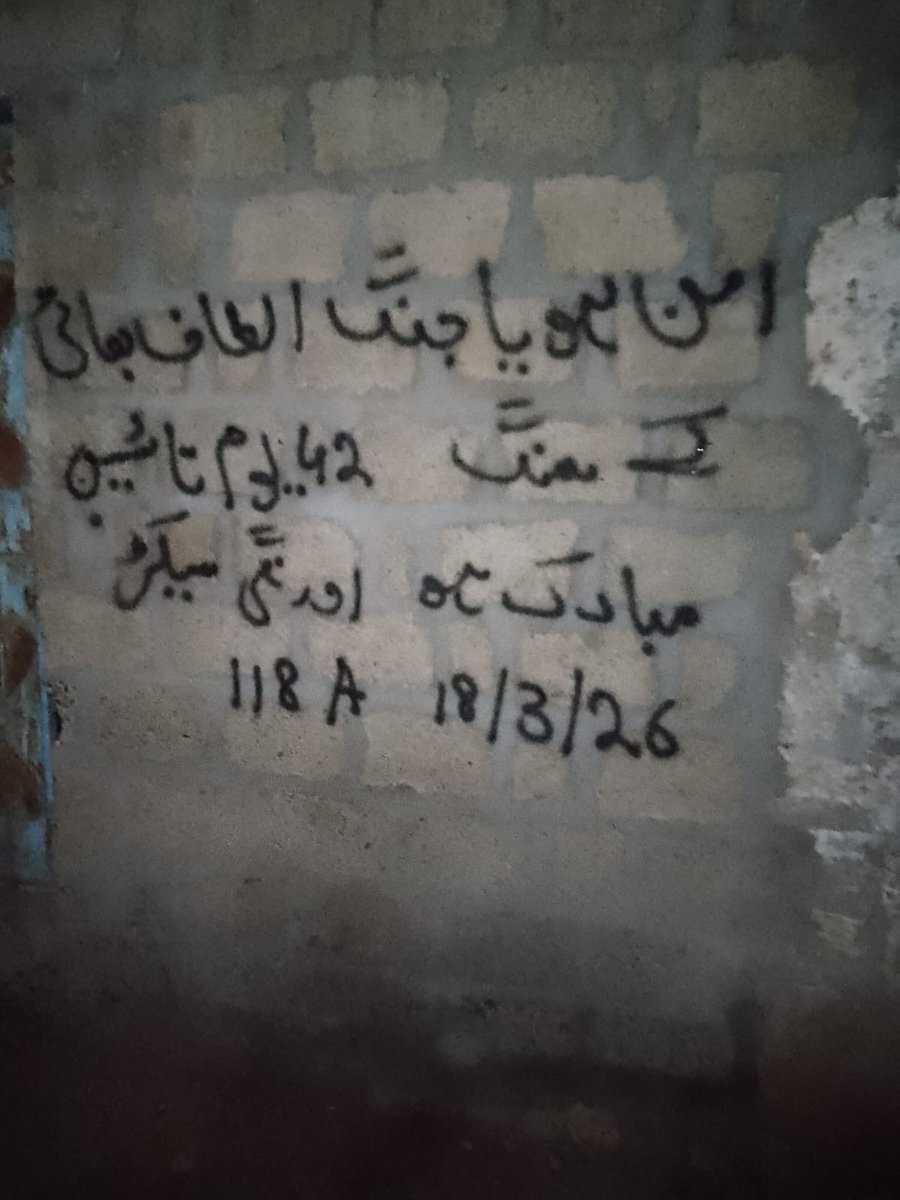 امن ہو یا جنگ الطاف بھائی
کے سنگ 42 یوم تاسیس
مبارک ہو اورنگی سیکٹر
118 A 18/3/26